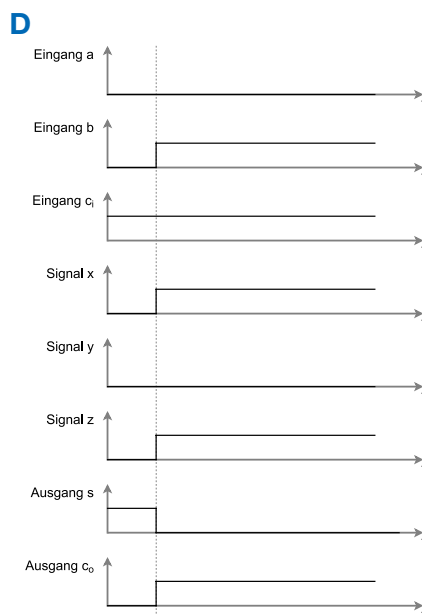 D
Eingang a
Eingang b
Eingang cᵢ
Signal x
Signal y
Signal z
Ausgang s
Ausgang cₒ